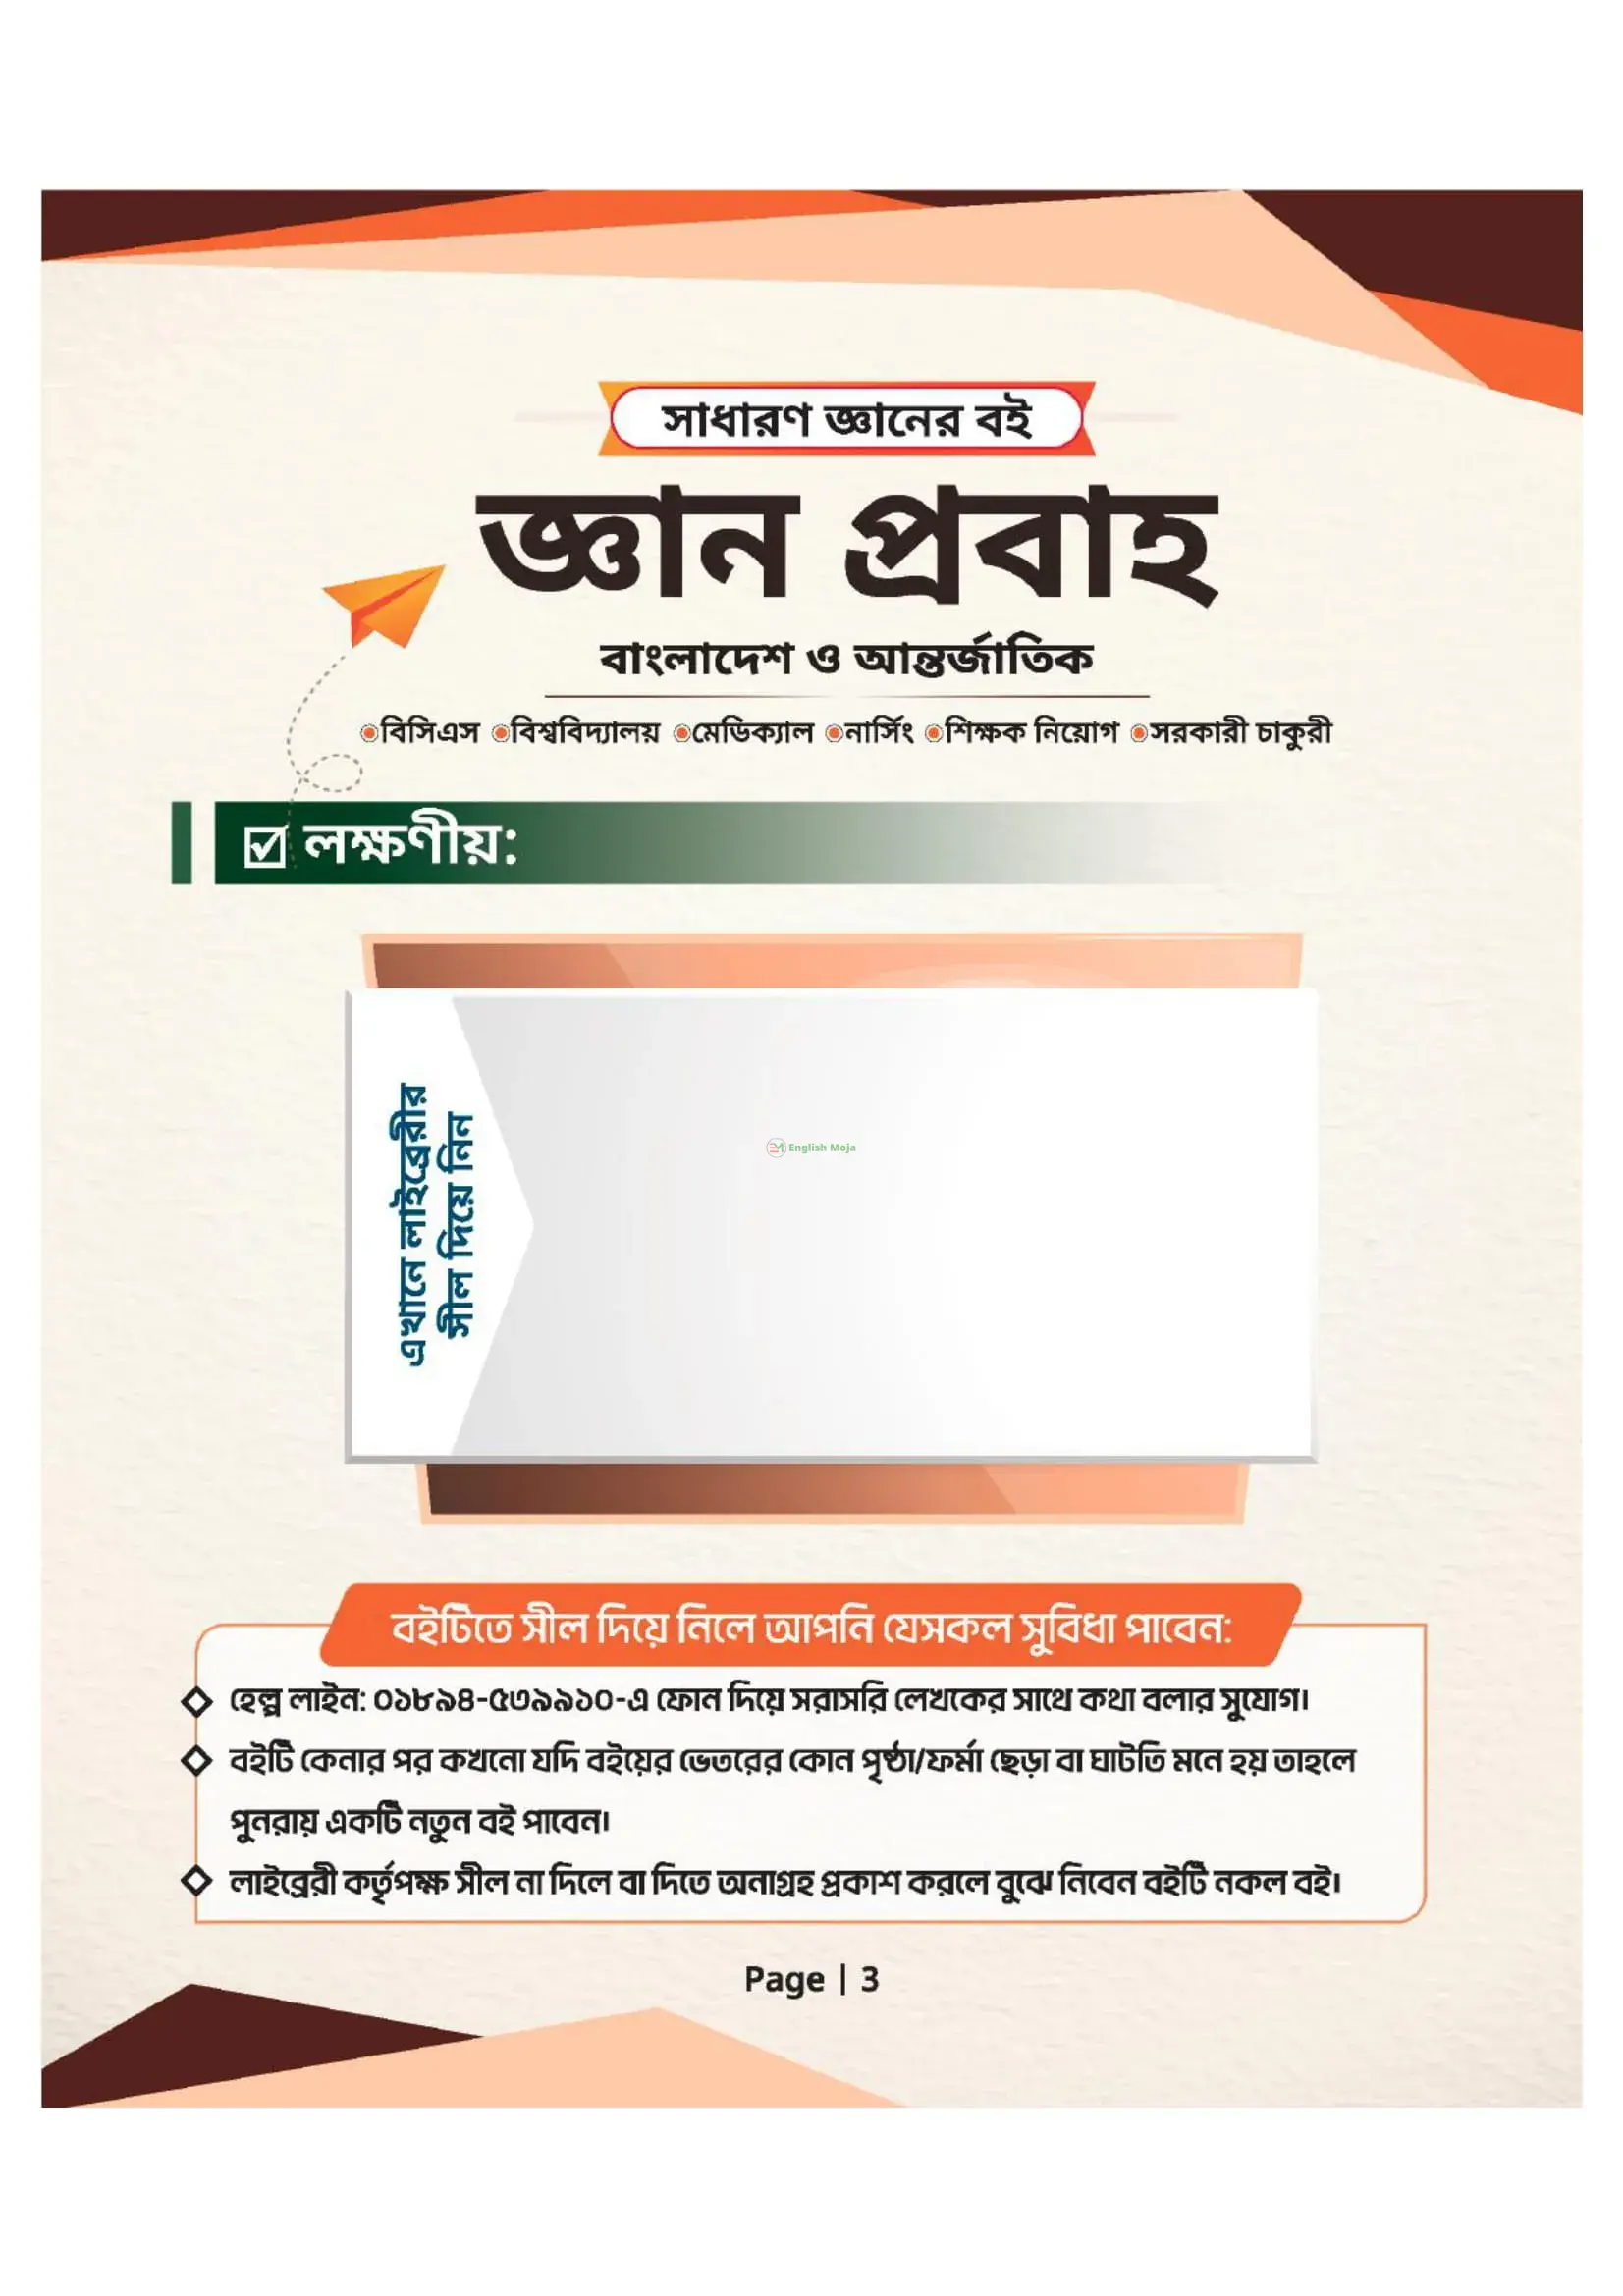 সাধারণ জ্ঞানের বই
জ্ঞান প্রবাহ
বাংলাদেশ ও আন্তর্জাতিক
বিসিএস বিশ্ববিদ্যালয় মেডিক্যাল নার্সিং শিক্ষক নিয়োগ সরকারী চাকুরী
লক্ষণীয়:
এখানে লাইব্রেরীর
সীল দিয়ে নিন
English Moja
বইটিতে সীল দিয়ে নিলে আপনি যেসকল সুবিধা পাবেন:
হেল্প লাইন: ০১৮৯৪-৫৩৯৯১০-এ ফোন দিয়ে সরাসরি লেখকের সাথে কথা বলার সুযোগ।
বইটি কেনার পর কখনো যদি বইয়ের ভেতরের কোন পৃষ্ঠা/ফর্মা ছেড়া বা ঘাটতি মনে হয় তাহলে
পুনরায় একটি নতুন বই পাবেন।
লাইব্রেরী কর্তৃপক্ষ সীল না দিলে বা দিতে অনাগ্রহ প্রকাশ করলে বুঝে নিবেন বইটি নকল বই।
Page | 3